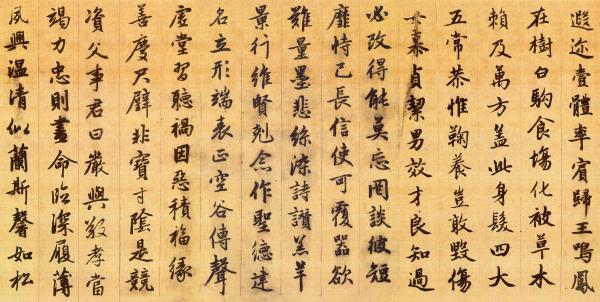 遐迩壹體率賓歸王鳴鳳
在樹白駒食場化被草木
賴及萬方蓋此身髮四大
五常恭惟鞠養豈敢毀傷
女慕貞潔男效才良知過
必改得能莫忘罔談彼短
靡恃己長信使可覆器欲
難量墨悲絲染詩讚羔羊
景行維賢剋念作聖德建
名立形端表正空谷傳聲
虛堂習聽禍因惡積福緣
善慶尺璧非寶寸陰是競
資父事君曰嚴與敬孝當
竭力忠則盡命臨深履薄
夙興温凊似蘭斯馨如松